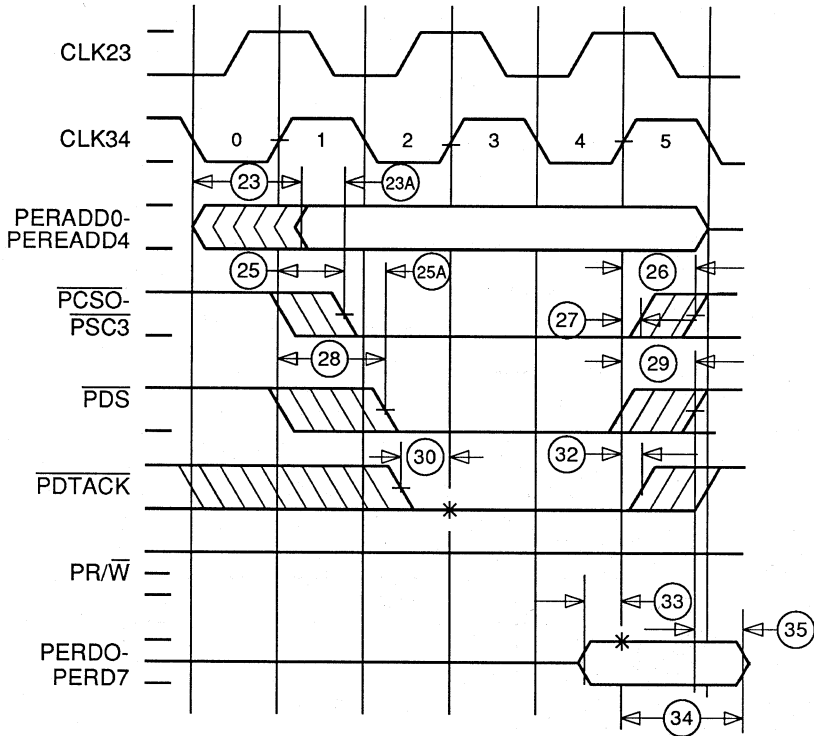 CLK23
CLK34
0 1 2 3 4 5
23 23A
PERADD0-
PEREADD4
25 25A 26
PCSO-
PSC3
27
28 29
PDS
30 32
PDTACK
PR/W
33
35
PERDO-
PERD7
34